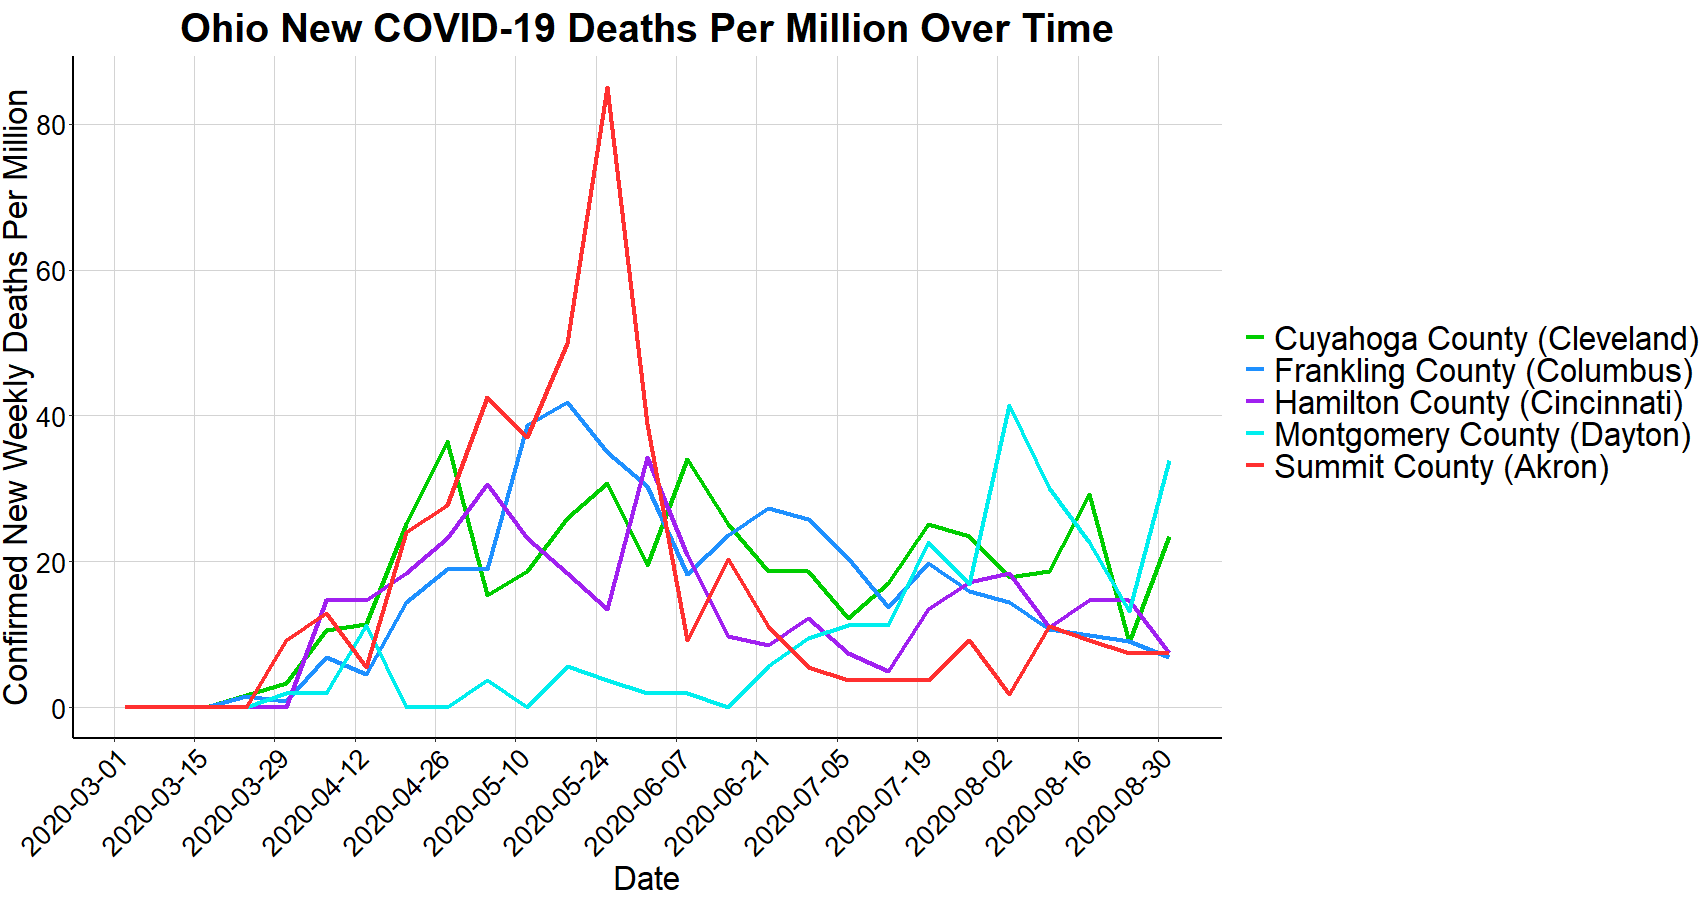 Ohio New COVID-19 Deaths Per Million Over Time
Confirmed New Weekly Deaths Per Million
80
60
40
20
0
2020-03-01
2020-03-15
2020-03-29
2020-04-12
2020-04-26
2020-05-10
2020-05-24
2020-06-07
2020-06-21
2020-07-05
2020-07-19
2020-08-02
2020-08-16
2020-08-30
Date
Cuyahoga County (Cleveland)
Frankling County (Columbus)
Hamilton County (Cincinnati)
Montgomery County (Dayton)
Summit County (Akron)